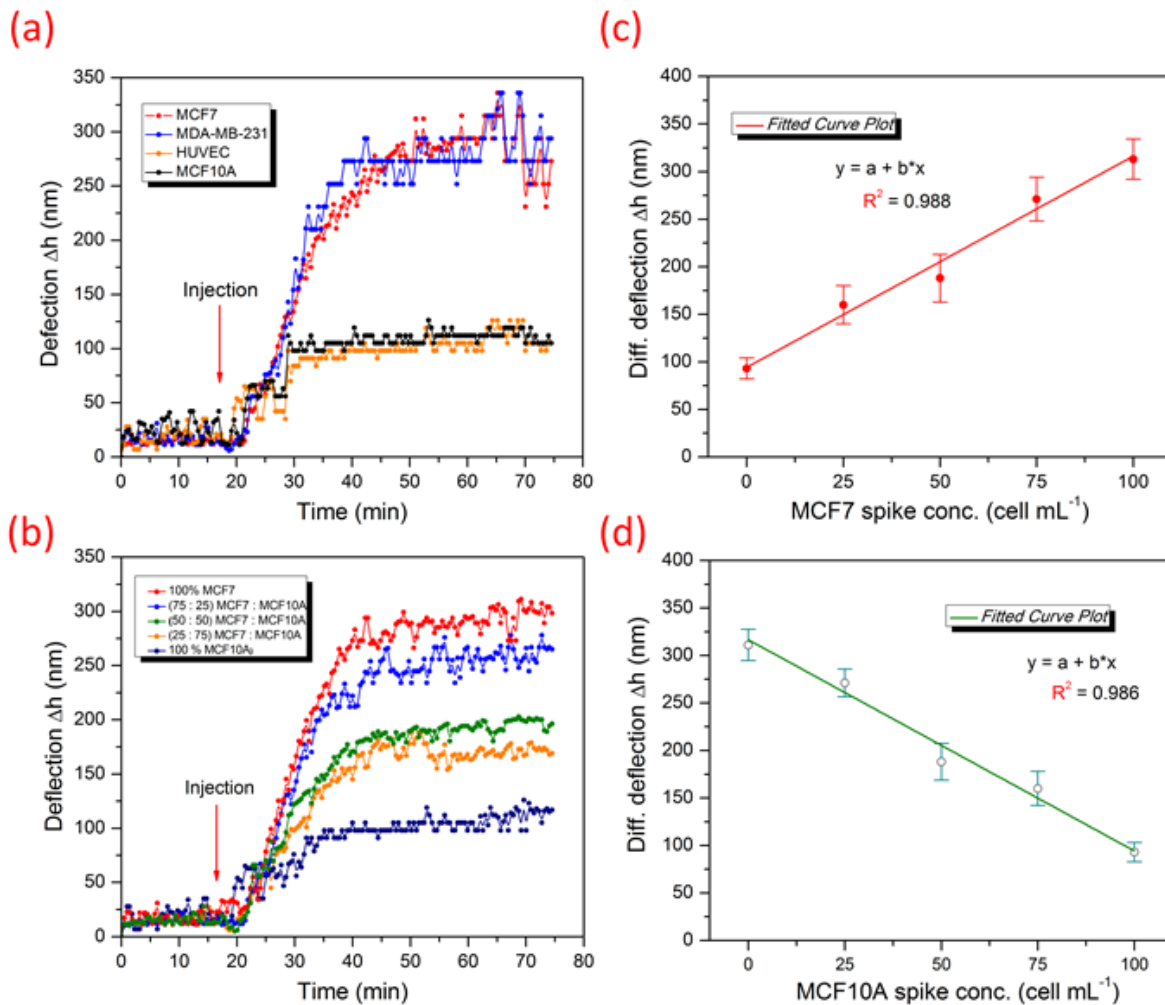 (a)
350
300
250
200
150
100
50
0
Defection Δh (nm)
MCF7
MDA-MB-231
HUVEC
MCF10A
Injection
0 10 20 30 40 50 60 70 80
Time (min)
(c)
400
350
300
250
200
150
100
50
0
Diff. deflection Δh (nm)
Fitted Curve Plot
y = a + b*x
R² = 0.988
0 25 50 75 100
MCF7 spike conc. (cell mL⁻¹)
(b)
350
300
250
200
150
100
50
0
Deflection Δh (nm)
100% MCF7
(75 : 25) MCF7 : MCF10A
(50 : 50) MCF7 : MCF10A
(25 : 75) MCF7 : MCF10A
100 % MCF10A
Injection
0 10 20 30 40 50 60 70 80
Time (min)
(d)
400
350
300
250
200
150
100
50
0
Diff. deflection Δh (nm)
Fitted Curve Plot
y = a + b*x
R² = 0.986
0 25 50 75 100
MCF10A spike conc. (cell mL⁻¹)